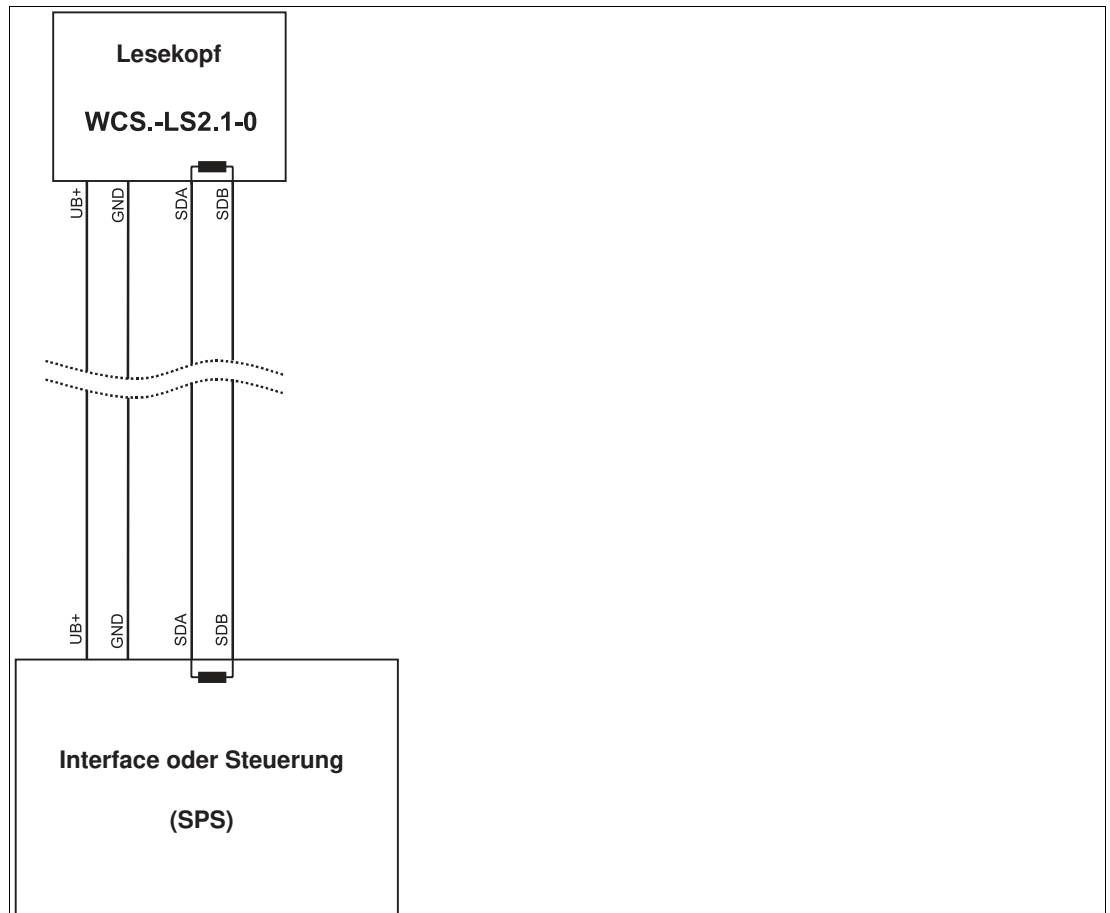 Lesekopf
WCS.-LS2.1-0
UB+
GND
SDA
SDB
UB+
GND
SDA
SDB
Interface oder Steuerung
(SPS)